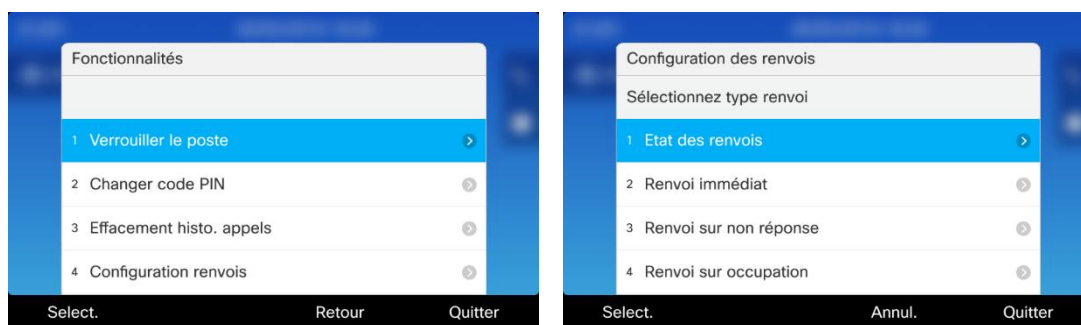 Fonctionnalités
1 Verrouiller le poste
2 Changer code PIN
3 Effacement histo. appels
4 Configuration renvois
Select. Retour Quitter
Configuration des renvois
Sélectionnez type renvoi
1 Etat des renvois
2 Renvoi immédiat
3 Renvoi sur non réponse
4 Renvoi sur occupation
Select. Annul. Quitter